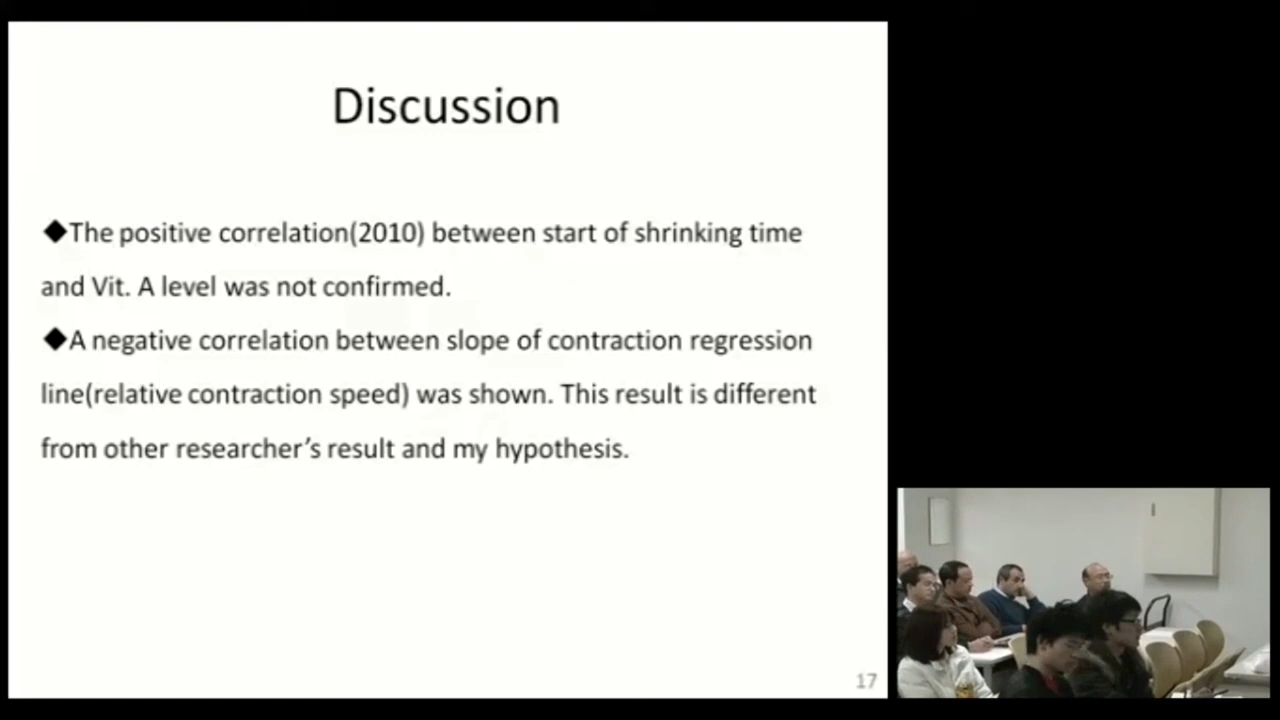 Discussion
◆The positive correlation(2010) between start of shrinking time
and Vit. A level was not confirmed.
◆A negative correlation between slope of contraction regression
line(relative contraction speed) was shown. This result is different
from other researcher’s result and my hypothesis.
17